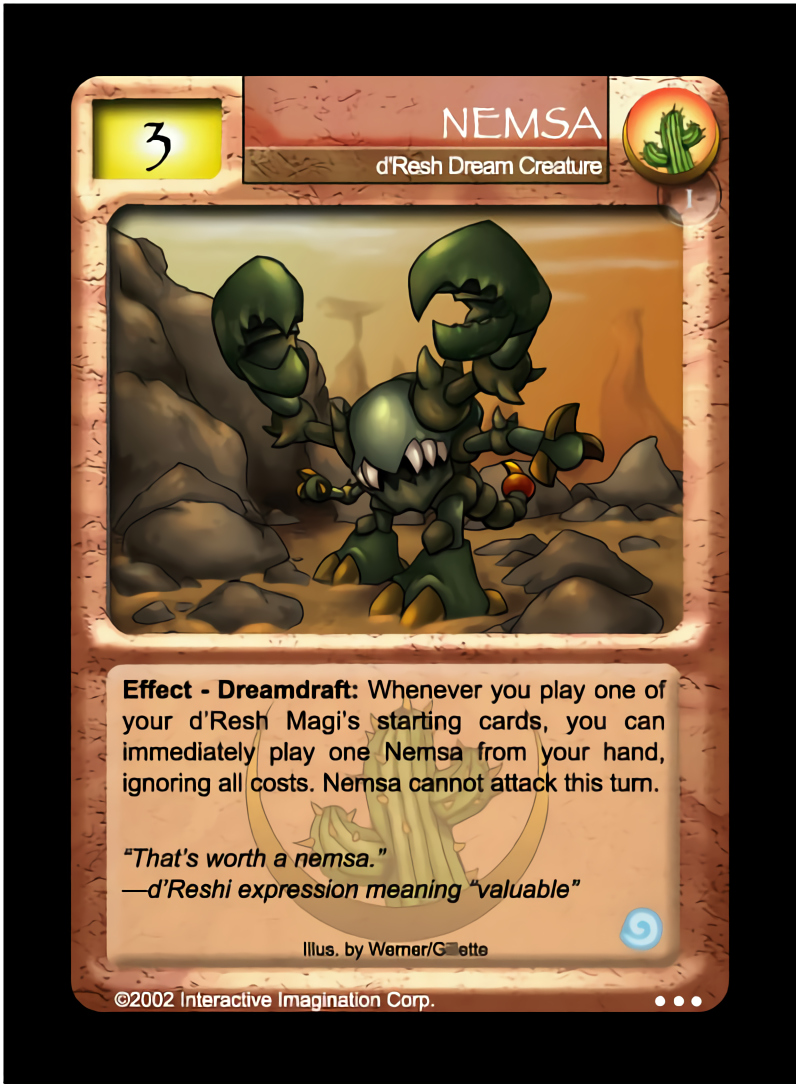 3
NEMSA
d'Resh Dream Creature
I
Effect - Dreamdraft: Whenever you play one of
your d'Resh Magi's starting cards, you can
immediately play one Nemsa from your hand,
ignoring all costs. Nemsa cannot attack this turn.
"That's worth a nemsa."
—d'Reshi expression meaning "valuable"
Illus. by
©2002 Interactive Imagination Corp.